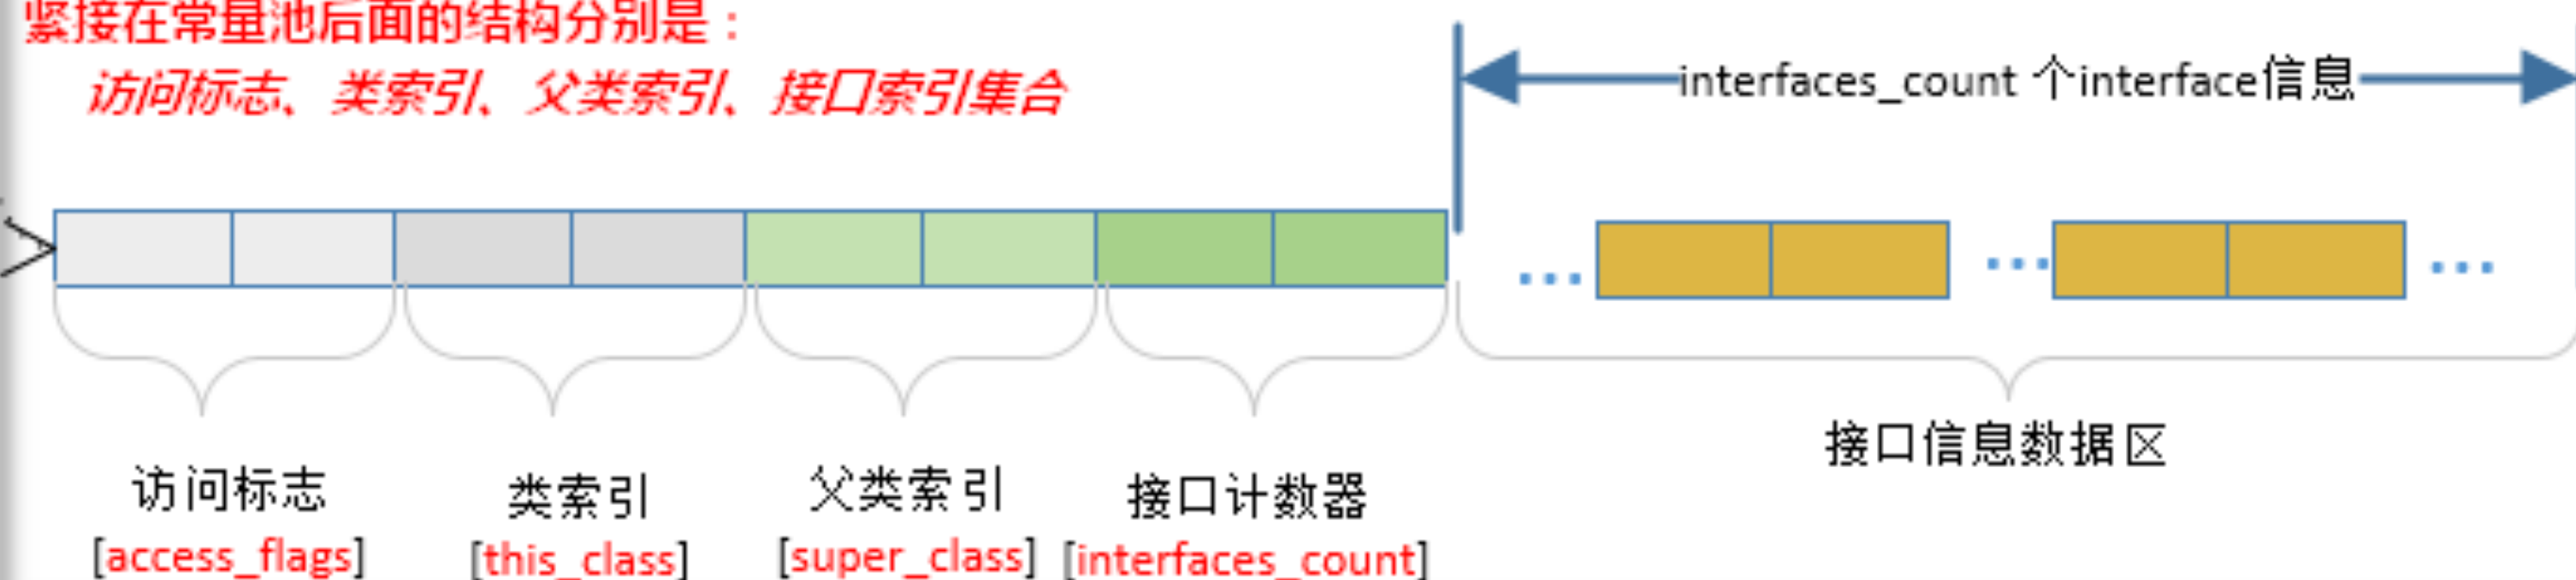 紧接在常量池后面的结构分别是：
访问标志、类索引、父类索引、接口索引集合
interfaces_count 个interface信息
接口信息数据区
访问标志 类索引 父类索引 接口计数器
[access_flags] [this_class] [super_class] [interfaces_count]